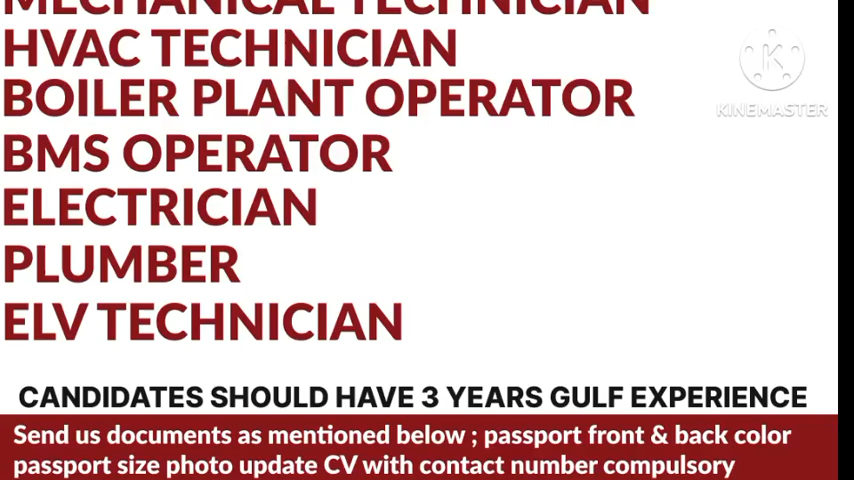 MECHANICAL TECHNICIAN
HVAC TECHNICIAN
KINEMASTER
BOILER PLANT OPERATOR
BMS OPERATOR
ELECTRICIAN
PLUMBER
ELV TECHNICIAN
CANDIDATES SHOULD HAVE 3 YEARS GULF EXPERIENCE
Send us documents as mentioned below ; passport front & back color
passport size photo update CV with contact number compulsory